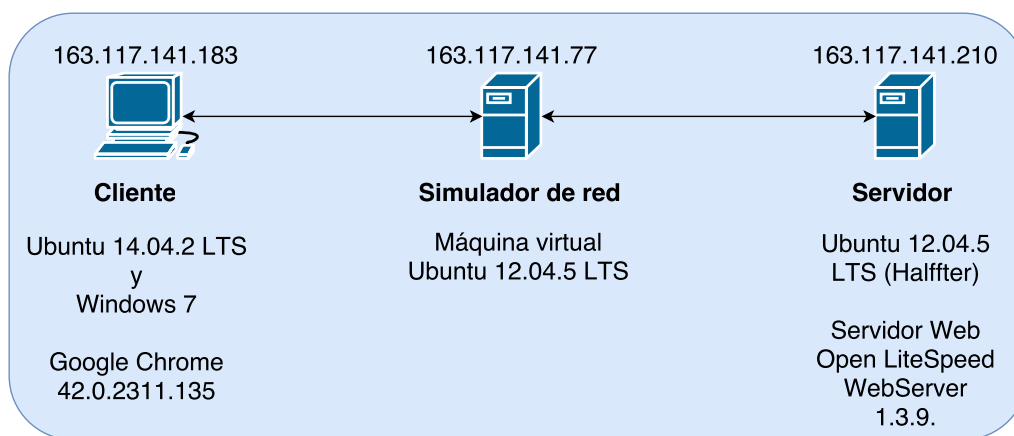 163.117.141.183
163.117.141.77
163.117.141.210
Cliente
Simulador de red
Servidor
Ubuntu 14.04.2 LTS
y
Windows 7
Google Chrome
42.0.2311.135
Máquina virtual
Ubuntu 12.04.5 LTS
Ubuntu 12.04.5
LTS (Halffter)
Servidor Web
Open LiteSpeed
WebServer
1.3.9.